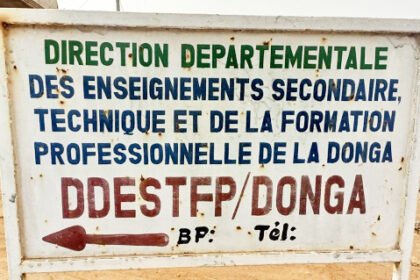 DIRECTION DEPARTEMENTALE
DES ENSEIGNEMENTS SECONDAIRE,
TECHNIQUE ET DE LA FORMATION
PROFESSIONNELLE DE LA DONGA
DDESTFP/DONGA
BP: Tél: